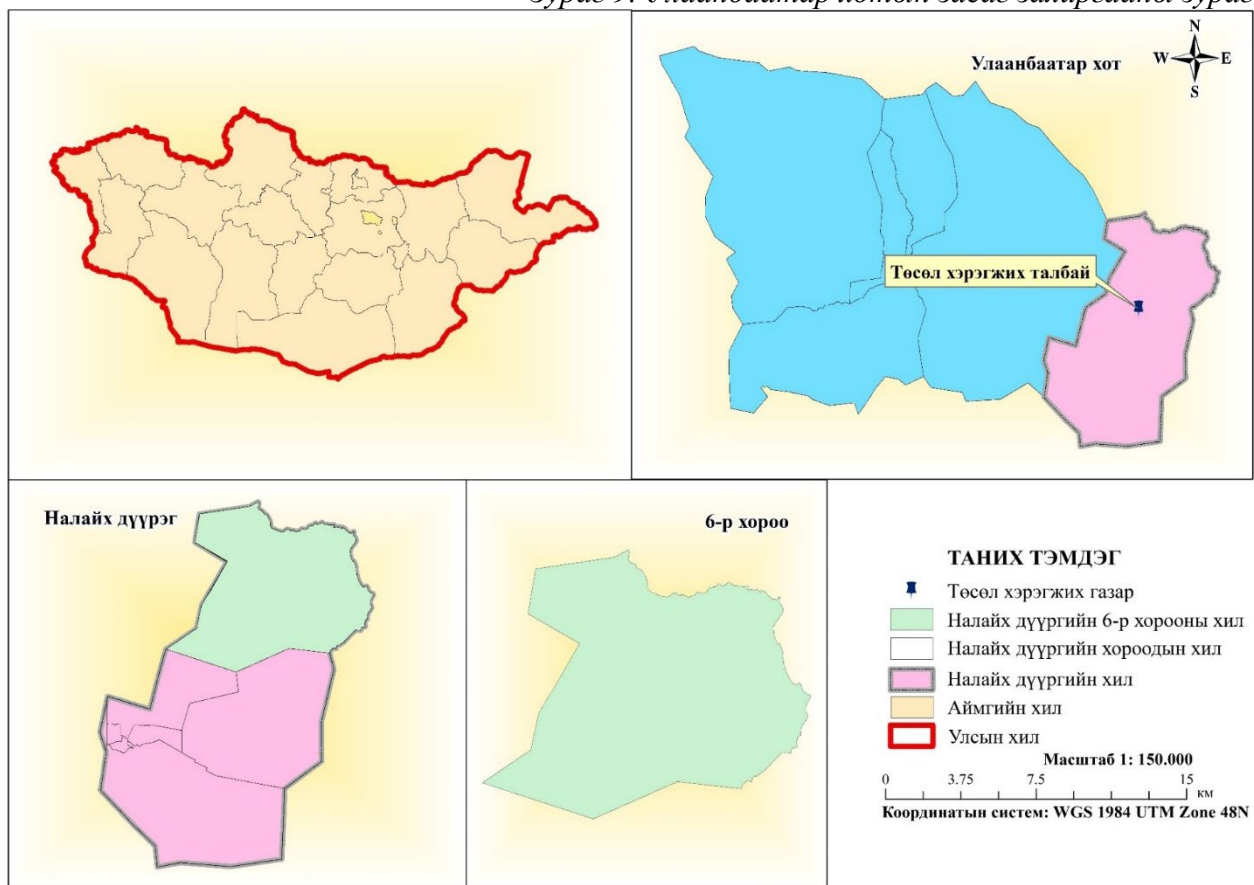 Улаанбаатар хот
N
W E
S
Төсөл хэрэгжих талбай
Налайх дүүрэг
6-р хороо
ТАНИХ ТЭМДЭГ
Төсөл хэрэгжих газар
Налайх дүүргийн 6-р хорооны хил
Налайх дүүргийн хороодын хил
Налайх дүүргийн хил
Аймгийн хил
Улсын хил
Масштаб 1: 150.000
0 3.75 7.5 15
км
Координатын систем: WGS 1984 UTM Zone 48N